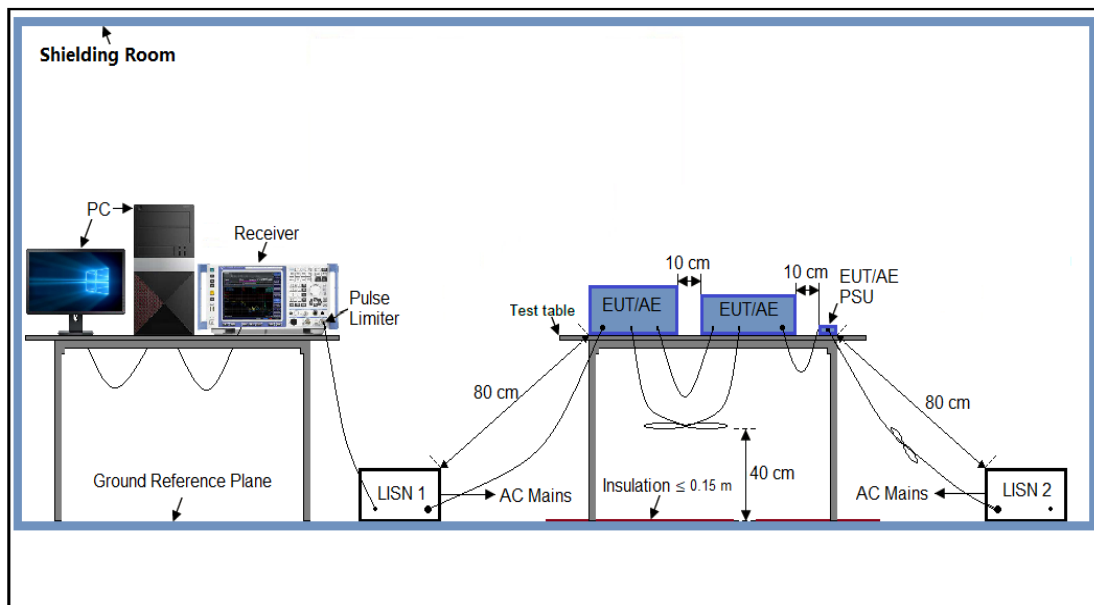 Shielding Room
PC
Receiver
Pulse
Limiter
10 cm
10 cm
EUT/AE
PSU
EUT/AE
EUT/AE
Test table
80 cm
80 cm
40 cm
Ground Reference Plane
LISN 1
AC Mains
Insulation ≤ 0.15 m
AC Mains
LISN 2